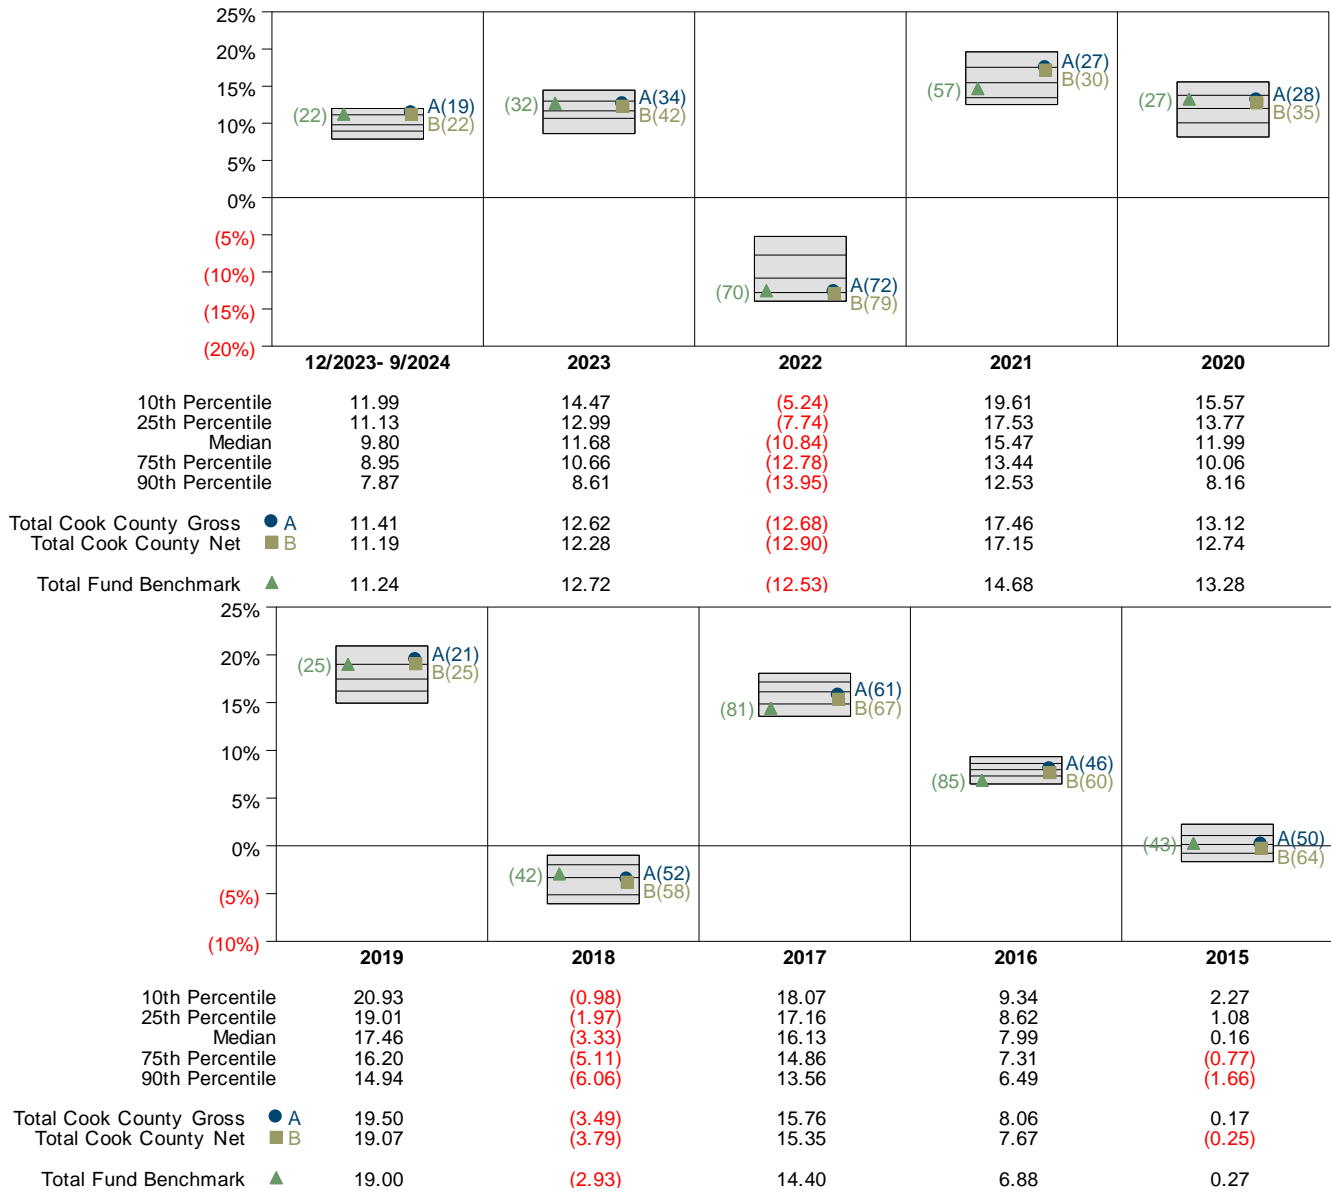 25%
20%
15%
10%
5%
0%
(5%)
(10%)
(15%)
(20%)
(22) A(19)
B(22)
(32) A(34)
B(42)
(70) A(72)
B(79)
(57) A(27)
B(30)
(27) A(28)
B(35)
12/2023- 9/2024 2023 2022 2021 2020
10th Percentile 11.99 14.47 (5.24) 19.61 15.57
25th Percentile 11.13 12.99 (7.74) 17.53 13.77
Median 9.80 11.68 (10.84) 15.47 11.99
75th Percentile 8.95 10.66 (12.78) 13.44 10.06
90th Percentile 7.87 8.61 (13.95) 12.53 8.16
Total Cook County Gross A 11.41 12.62 (12.68) 17.46 13.12
Total Cook County Net B 11.19 12.28 (12.90) 17.15 12.74
Total Fund Benchmark 11.24 12.72 (12.53) 14.68 13.28
25%
20%
15%
10%
5%
0%
(5%)
(10%)
(25) A(21)
B(25)
(42) A(52)
B(58)
(81) A(61)
B(67)
(85) A(46)
B(60)
(43) A(50)
B(64)
2019 2018 2017 2016 2015
10th Percentile 20.93 (0.98) 18.07 9.34 2.27
25th Percentile 19.01 (1.97) 17.16 8.62 1.08
Median 17.46 (3.33) 16.13 7.99 0.16
75th Percentile 16.20 (5.11) 14.86 7.31 (0.77)
90th Percentile 14.94 (6.06) 13.56 6.49 (1.66)
Total Cook County Gross A 19.50 (3.49) 15.76 8.06 0.17
Total Cook County Net B 19.07 (3.79) 15.35 7.67 (0.25)
Total Fund Benchmark 19.00 (2.93) 14.40 6.88 0.27